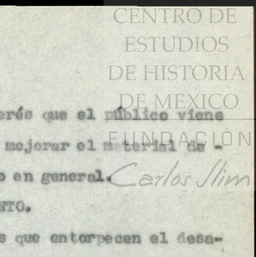 CENTRO DE
ESTUDIOS
DE HISTORIA
DE MEXICO
FUNDACIÓN
Carlos Slim
erés que el público viene
mejorar el material de -
o en general.
NTO.
s que entorpecen el desa-